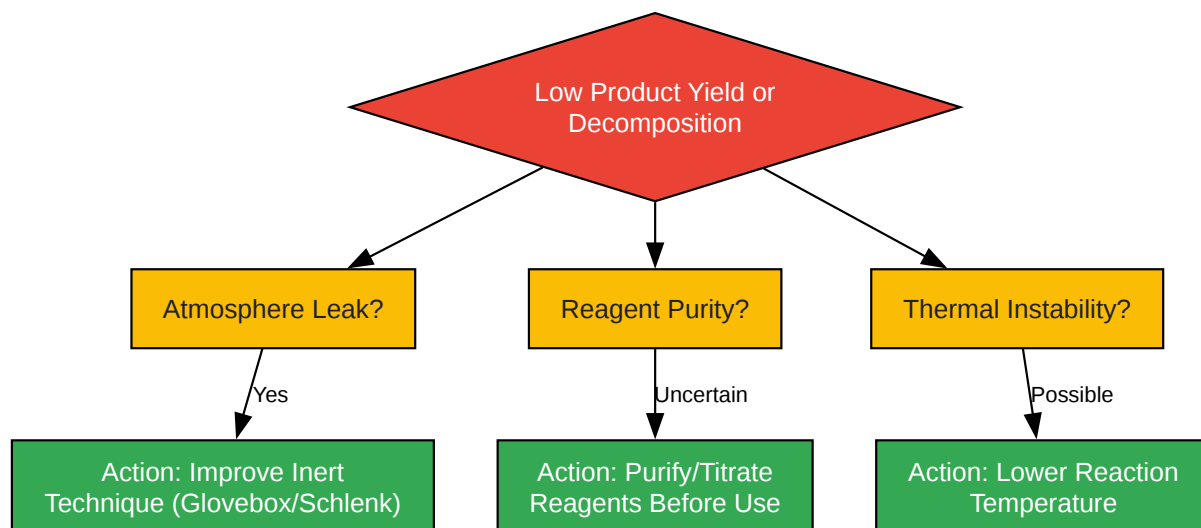 Low Product Yield or
Decomposition
Atmosphere Leak?
Reagent Purity?
Thermal Instability?
Yes
Uncertain
Possible
Action: Improve Inert
Technique (Glovebox/Schlenk)
Action: Purify/Titrate
Reagents Before Use
Action: Lower Reaction
Temperature